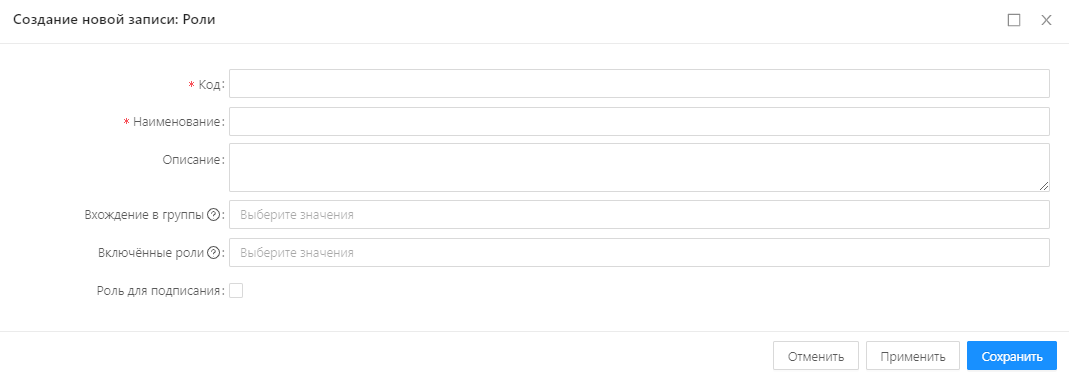 Создание новой записи: Роли
* Код:
* Наименование:
Описание:
Вхождение в группы ?: Выберите значения
Включённые роли ?: Выберите значения
Роль для подписания:
Отменить Применить Сохранить